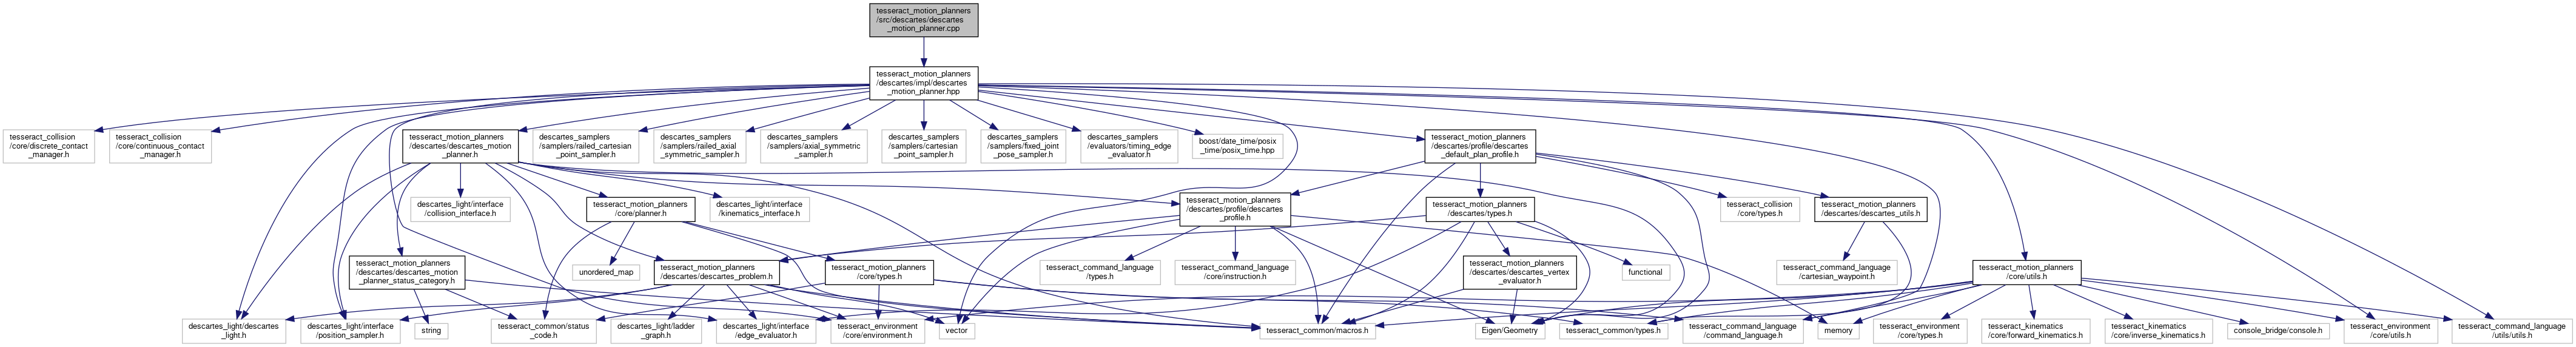 tesseract_motion_planners
/src/descartes/descartes
_motion_planner.cpp
tesseract_motion_planners
/descartes/impl/descartes
_motion_planner.hpp
tesseract_collision
/core/discrete_contact
_manager.h
tesseract_collision
/core/continuous_contact
_manager.h
tesseract_motion_planners
/descartes/descartes_motion
_planner.h
descartes_samplers
/samplers/railed_cartesian
_point_sampler.h
descartes_samplers
/samplers/railed_axial
_symmetric_sampler.h
descartes_samplers
/samplers/axial_symmetric
_sampler.h
descartes_samplers
/samplers/cartesian
_point_sampler.h
descartes_samplers
/samplers/fixed_joint
_pose_sampler.h
descartes_samplers
/evaluators/timing_edge
_evaluator.h
boost/date_time/posix
_time/posix_time.hpp
tesseract_motion_planners
/descartes/profile/descartes
_default_plan_profile.h
descartes_light/interface
/collision_interface.h
tesseract_motion_planners
/core/planner.h
descartes_light/interface
/kinematics_interface.h
tesseract_motion_planners
/descartes/profile/descartes
_profile.h
tesseract_motion_planners
/descartes/types.h
tesseract_collision
/core/types.h
tesseract_motion_planners
/descartes/descartes_utils.h
tesseract_motion_planners
/descartes/descartes_motion
_planner_status_category.h
unordered_map
tesseract_motion_planners
/descartes/descartes_problem.h
tesseract_motion_planners
/core/types.h
tesseract_command_language
/types.h
tesseract_command_language
/core/instruction.h
tesseract_motion_planners
/descartes/descartes_vertex
_evaluator.h
functional
tesseract_command_language
/cartesian_waypoint.h
tesseract_motion_planners
/core/utils.h
descartes_light/descartes
_light.h
descartes_light/interface
/position_sampler.h
string
tesseract_common/status
_code.h
descartes_light/ladder
_graph.h
descartes_light/interface
/edge_evaluator.h
tesseract_environment
/core/environment.h
vector
tesseract_common/macros.h
Eigen/Geometry
tesseract_common/types.h
tesseract_command_language
/command_language.h
memory
tesseract_environment
/core/types.h
tesseract_kinematics
/core/forward_kinematics.h
tesseract_kinematics
/core/inverse_kinematics.h
console_bridge/console.h
tesseract_environment
/core/utils.h
tesseract_command_language
/utils/utils.h